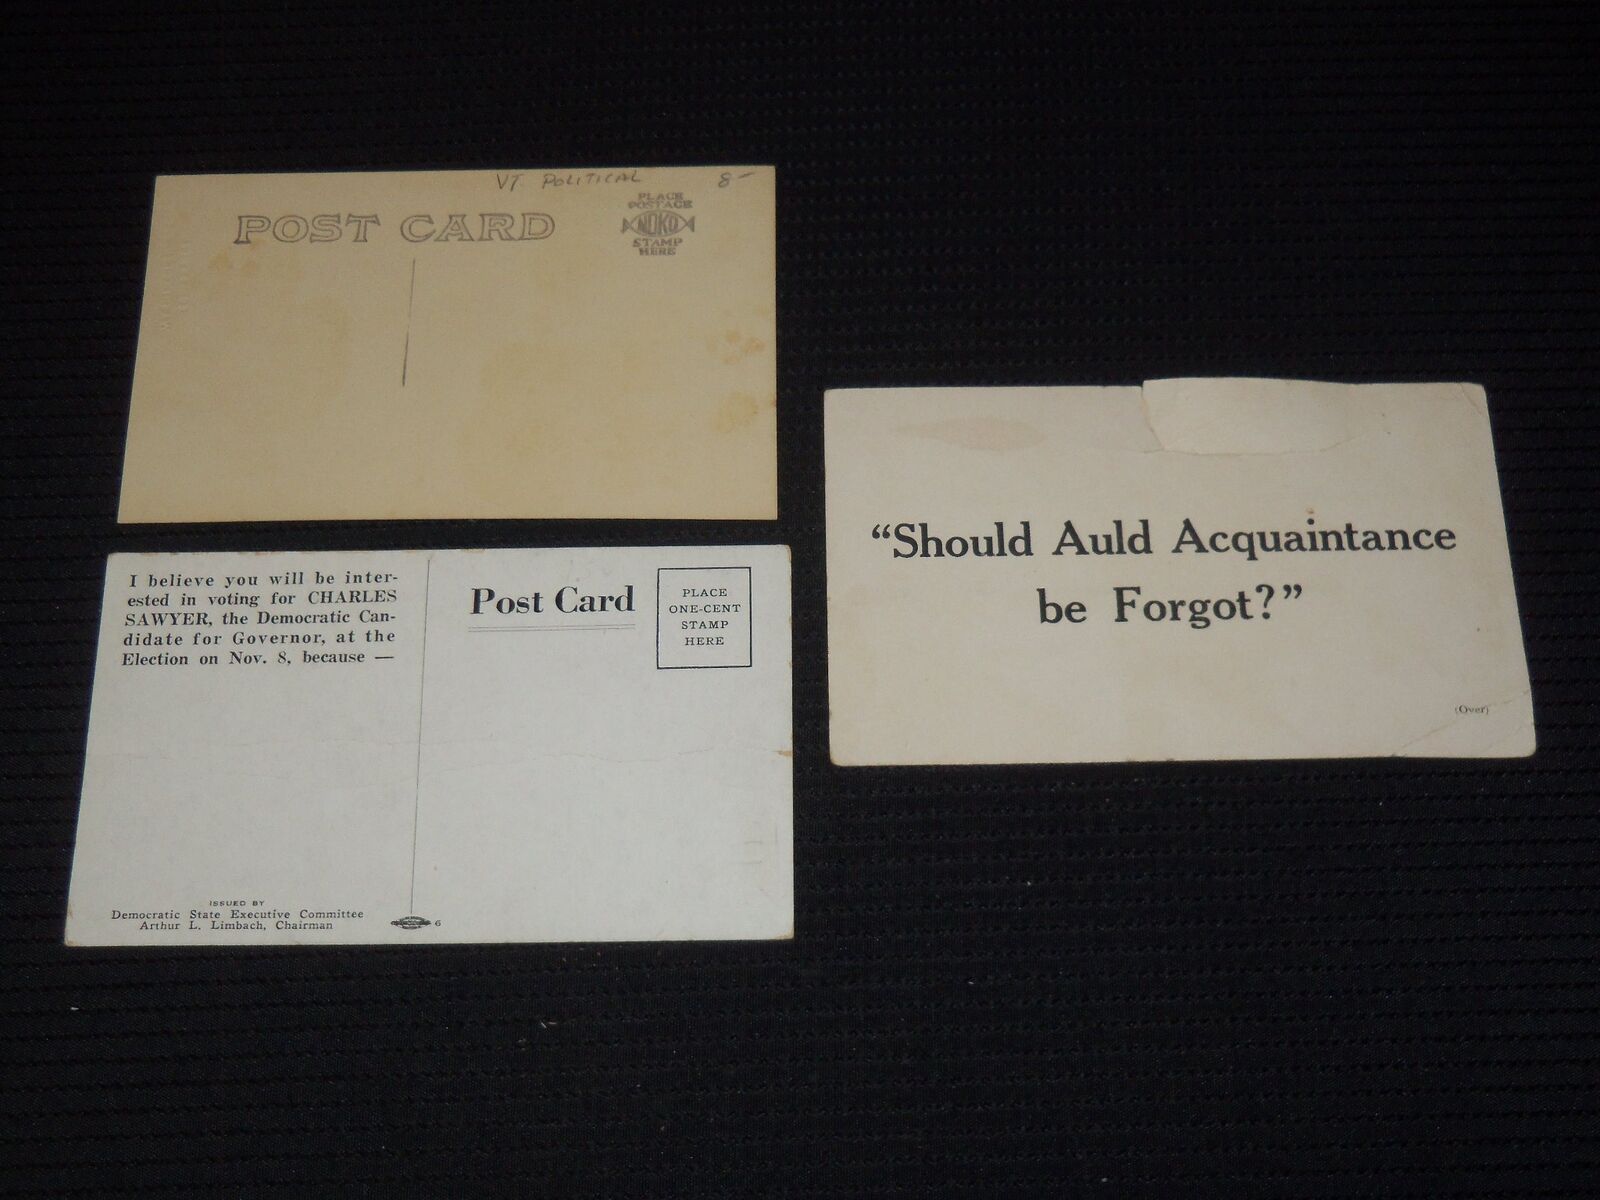 VT. POLITICAL 8-
POST CARD
PLACE
POSTAGE
NOKO
STAMP
HERE
I believe you will be inter-
ested in voting for CHARLES
SAWYER, the Democratic Can-
didate for Governor, at the
Election on Nov. 8, because —
Post Card
PLACE
ONE-CENT
STAMP
HERE
ISSUED BY
Democratic State Executive Committee
Arthur L. Limbach, Chairman
6
“Should Auld Acquaintance
be Forgot?”
(Over)